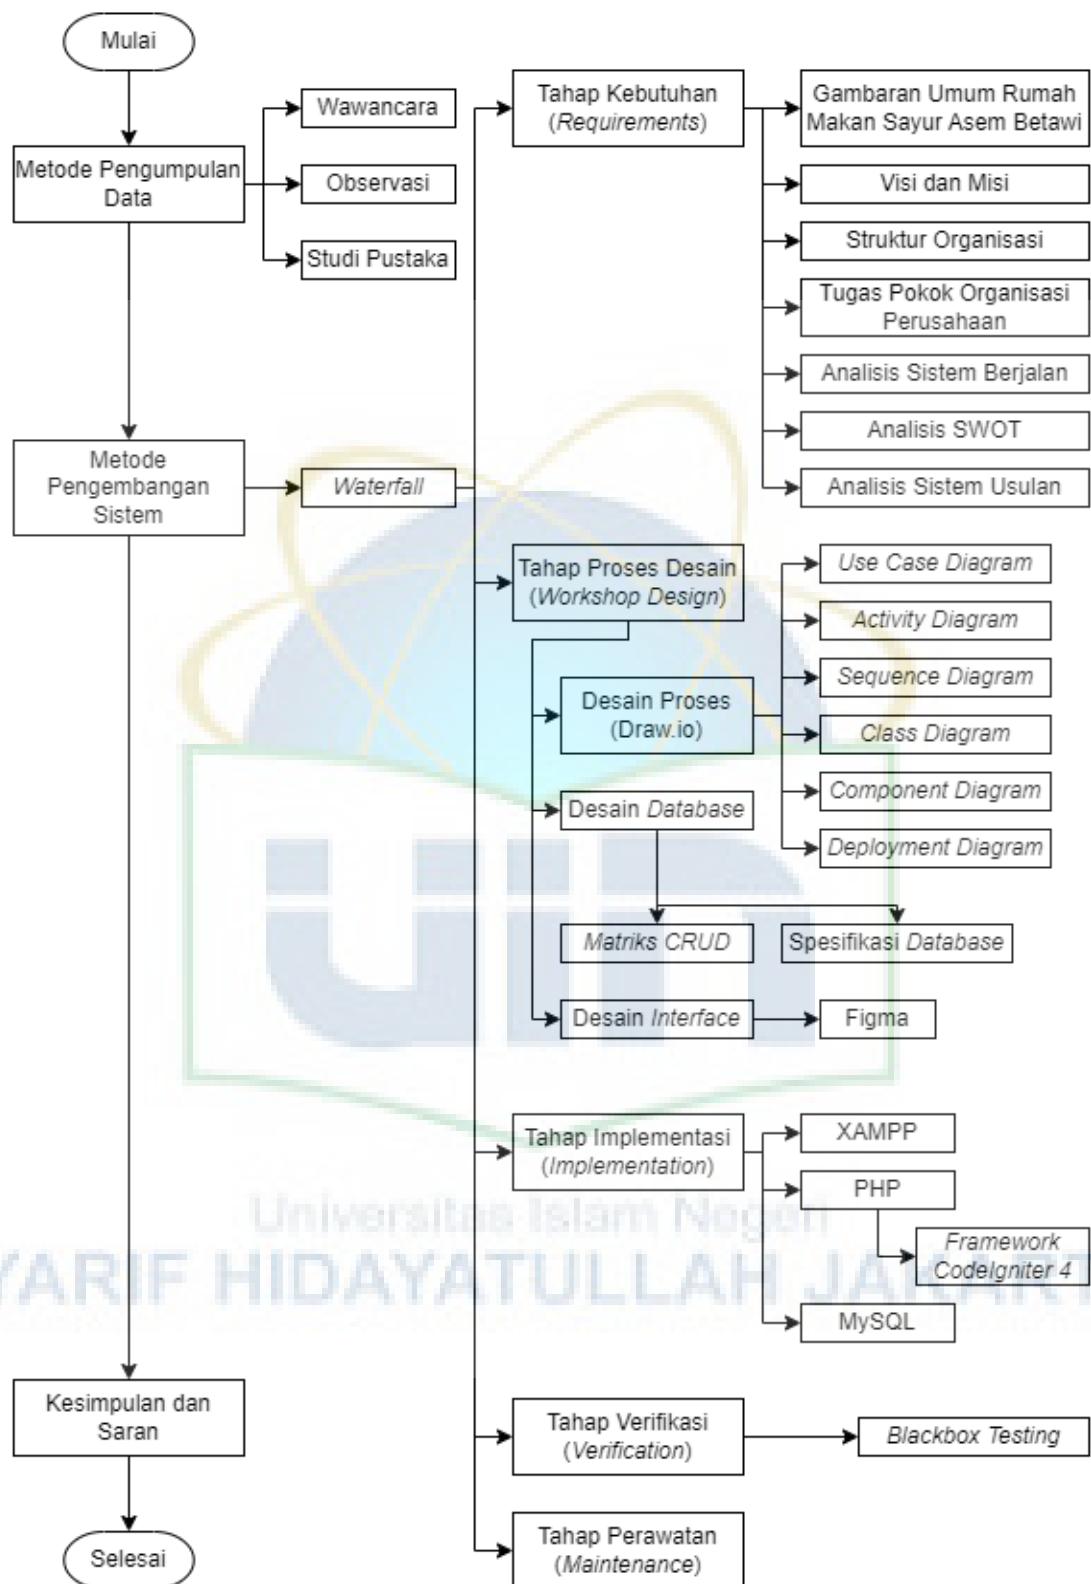 Mulai
Metode Pengumpulan
Data
Wawancara
Observasi
Studi Pustaka
Metode
Pengembangan
Sistem
Waterfall
Tahap Kebutuhan
(Requirements)
Gambaran Umum Rumah
Makan Sayur Asem Betawi
Visi dan Misi
Struktur Organisasi
Tugas Pokok Organisasi
Perusahaan
Analisis Sistem Berjalan
Analisis SWOT
Analisis Sistem Usulan
Tahap Proses Desain
(Workshop Design)
Desain Proses
(Draw.io)
Use Case Diagram
Activity Diagram
Sequence Diagram
Class Diagram
Component Diagram
Deployment Diagram
Desain Database
Matriks CRUD
Spesifikasi Database
Desain Interface
Figma
Tahap Implementasi
(Implementation)
XAMPP
PHP
Framework
CodeIgniter 4
MySQL
Tahap Verifikasi
(Verification)
Blackbox Testing
Tahap Perawatan
(Maintenance)
Kesimpulan dan
Saran
Selesai
uin
Universitas Islam Negeri
YARIF HIDAYATULLAH JAKART